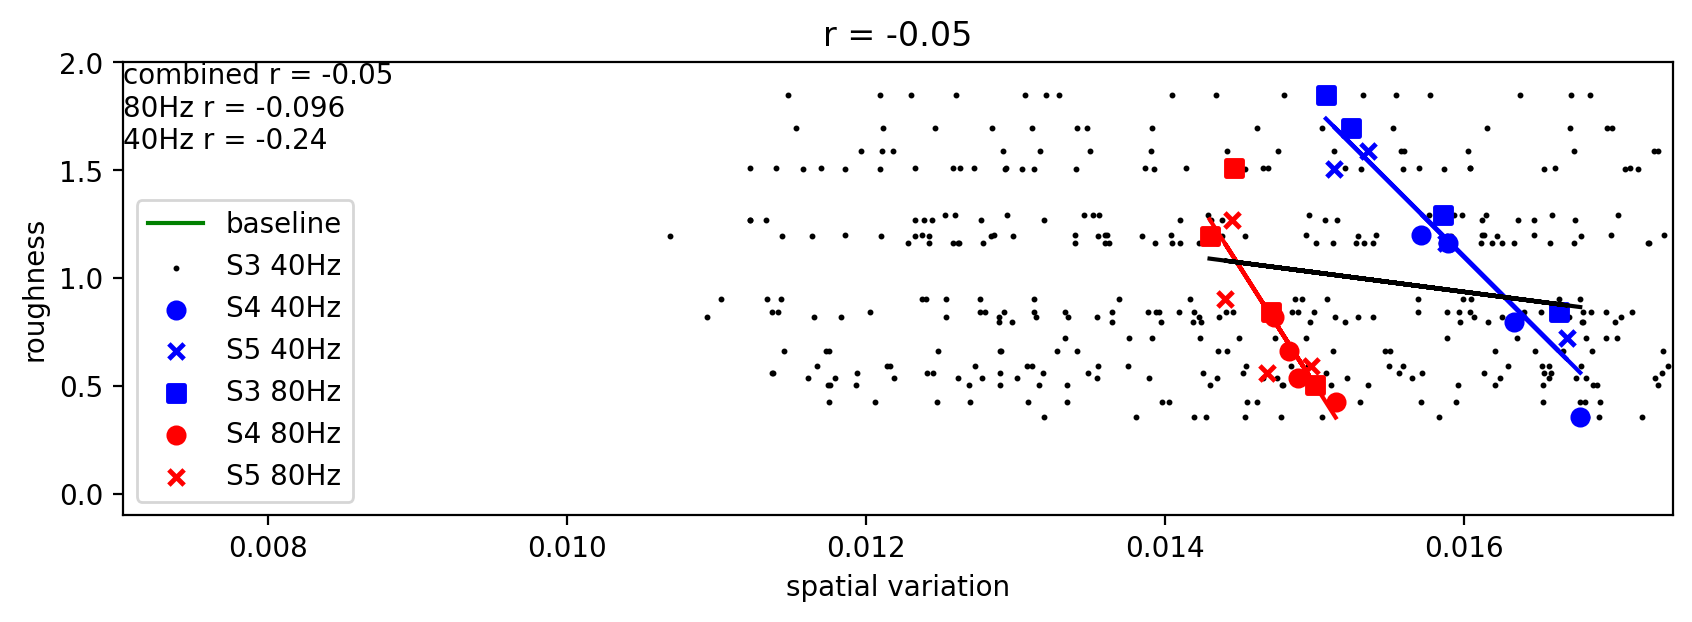 r = -0.05
combined r = -0.05
80Hz r = -0.096
40Hz r = -0.24
baseline
S3 40Hz
S4 40Hz
S5 40Hz
S3 80Hz
S4 80Hz
S5 80Hz
roughness
2.0
1.5
1.0
0.5
0.0
0.008 0.010 0.012 0.014 0.016
spatial variation